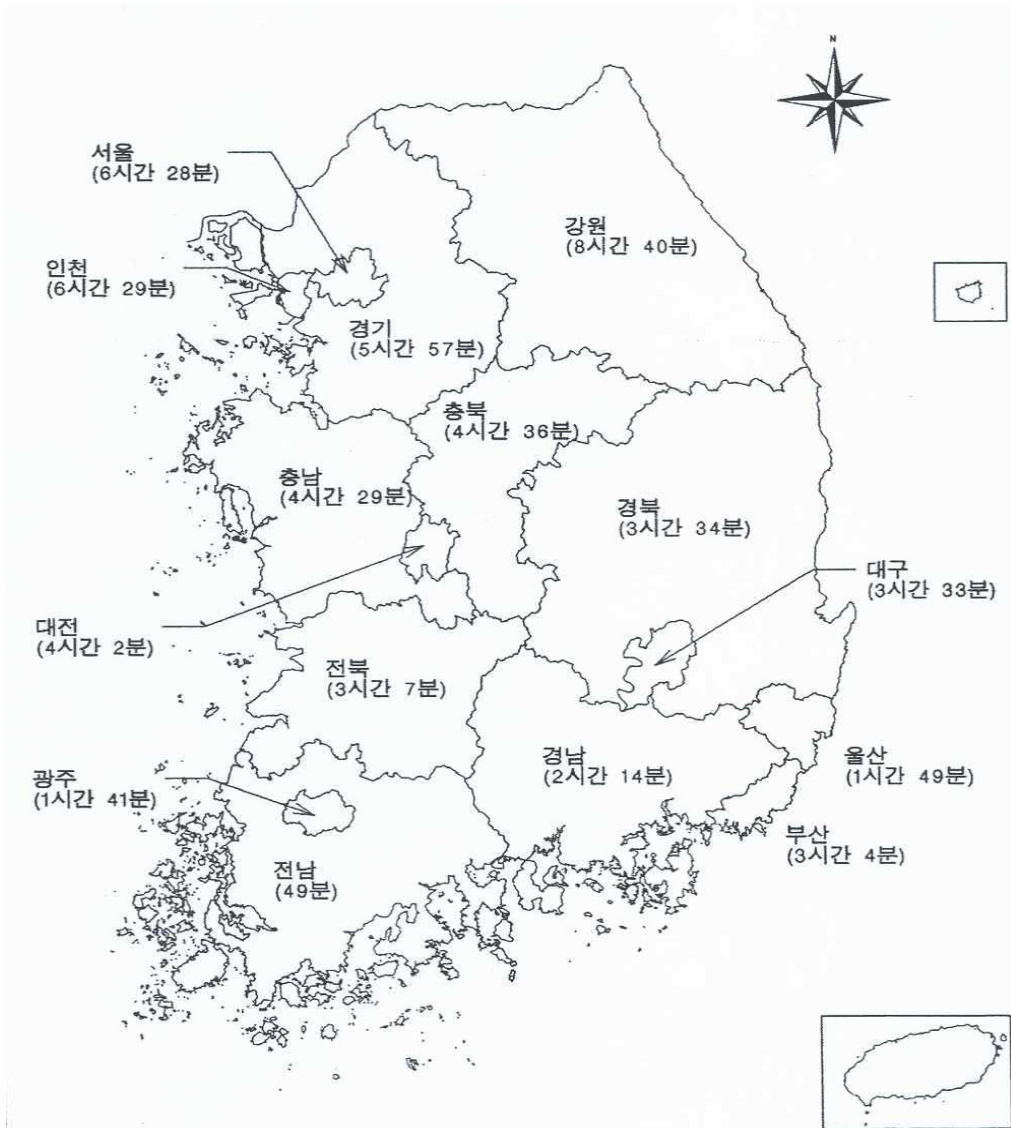 N
서울
(6시간 28분)
강원
(8시간 40분)
인천
(6시간 29분)
경기
(5시간 57분)
충북
(4시간 36분)
충남
(4시간 29분)
경북
(3시간 34분)
대구
(3시간 33분)
대전
(4시간 2분)
전북
(3시간 7분)
경남
(2시간 14분)
울산
(1시간 49분)
광주
(1시간 41분)
부산
(3시간 4분)
전남
(49분)